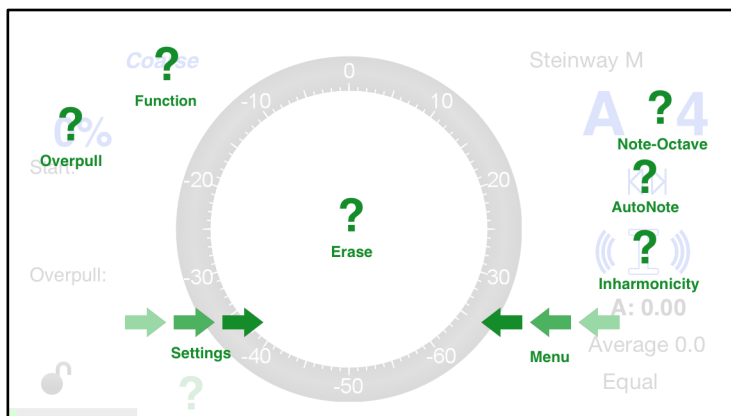 Coarse
?
Function
Steinway M
0%
?
Overpull
Start:
A 4
?
Note-Octave
?
AutoNote
?
Erase
?
Inharmonicity
Overpull:
A: 0.00
Average 0.0
Equal
Settings
Menu
?
0
-10
10
-20
20
-30
-30
-40
-60
-50